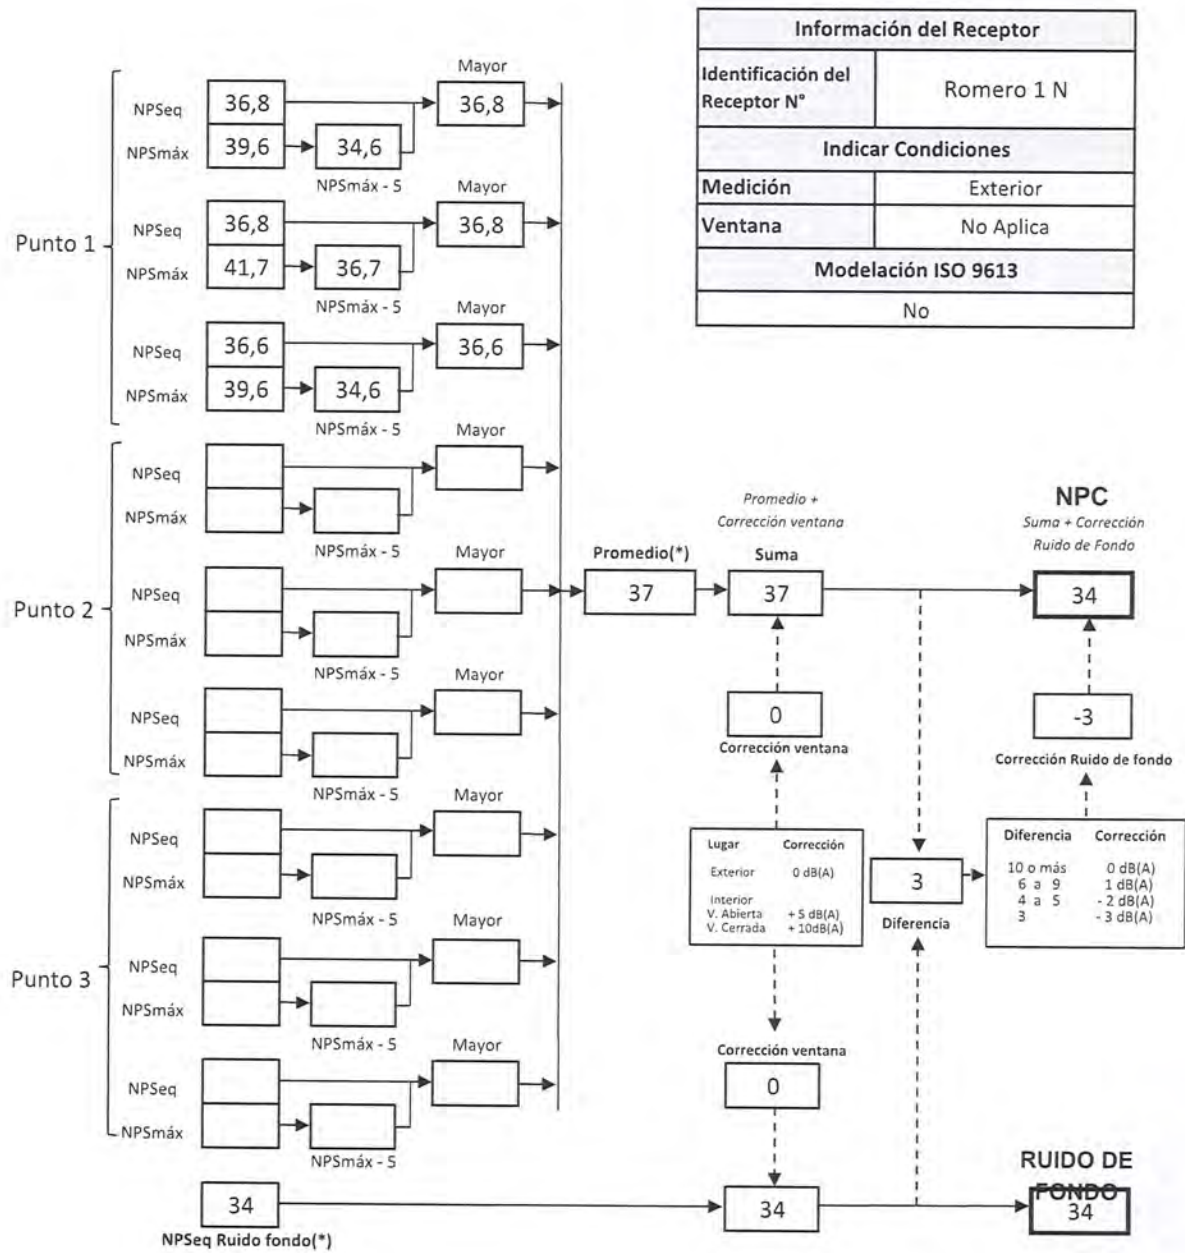 Información del Receptor
Identificación del Receptor N° Romero 1 N
Indicar Condiciones
Medición Exterior
Ventana No Aplica
Modelación ISO 9613
No
Punto 1
Mayor
NPSeq 36,8 36,8
NPSmáx 39,6 34,6
NPSmáx - 5
Mayor
NPSeq 36,8 36,8
NPSmáx 41,7 36,7
NPSmáx - 5
Mayor
NPSeq 36,6 36,6
NPSmáx 39,6 34,6
NPSmáx - 5
Punto 2
Mayor
NPSeq
NPSmáx
NPSmáx - 5
Mayor
NPSeq
NPSmáx
NPSmáx - 5
Mayor
NPSeq
NPSmáx
NPSmáx - 5
Punto 3
Mayor
NPSeq
NPSmáx
NPSmáx - 5
Mayor
NPSeq
NPSmáx
NPSmáx - 5
Mayor
NPSeq
NPSmáx
NPSmáx - 5
Promedio(*)
37
Promedio +
Corrección ventana
Suma
37
NPC
Suma + Corrección
Ruido de Fondo
34
0
Corrección ventana
-3
Corrección Ruido de fondo
Lugar Corrección
Exterior 0 dB(A)
Interior
V. Abierta + 5 dB(A)
V. Cerrada + 10dB(A)
3
Diferencia
Diferencia Corrección
10 o más 0 dB(A)
6 a 9 1 dB(A)
4 a 5 - 2 dB(A)
3 - 3 dB(A)
Corrección ventana
0
34
NPSeq Ruido fondo(*)
34
RUIDO DE
FONDO
34